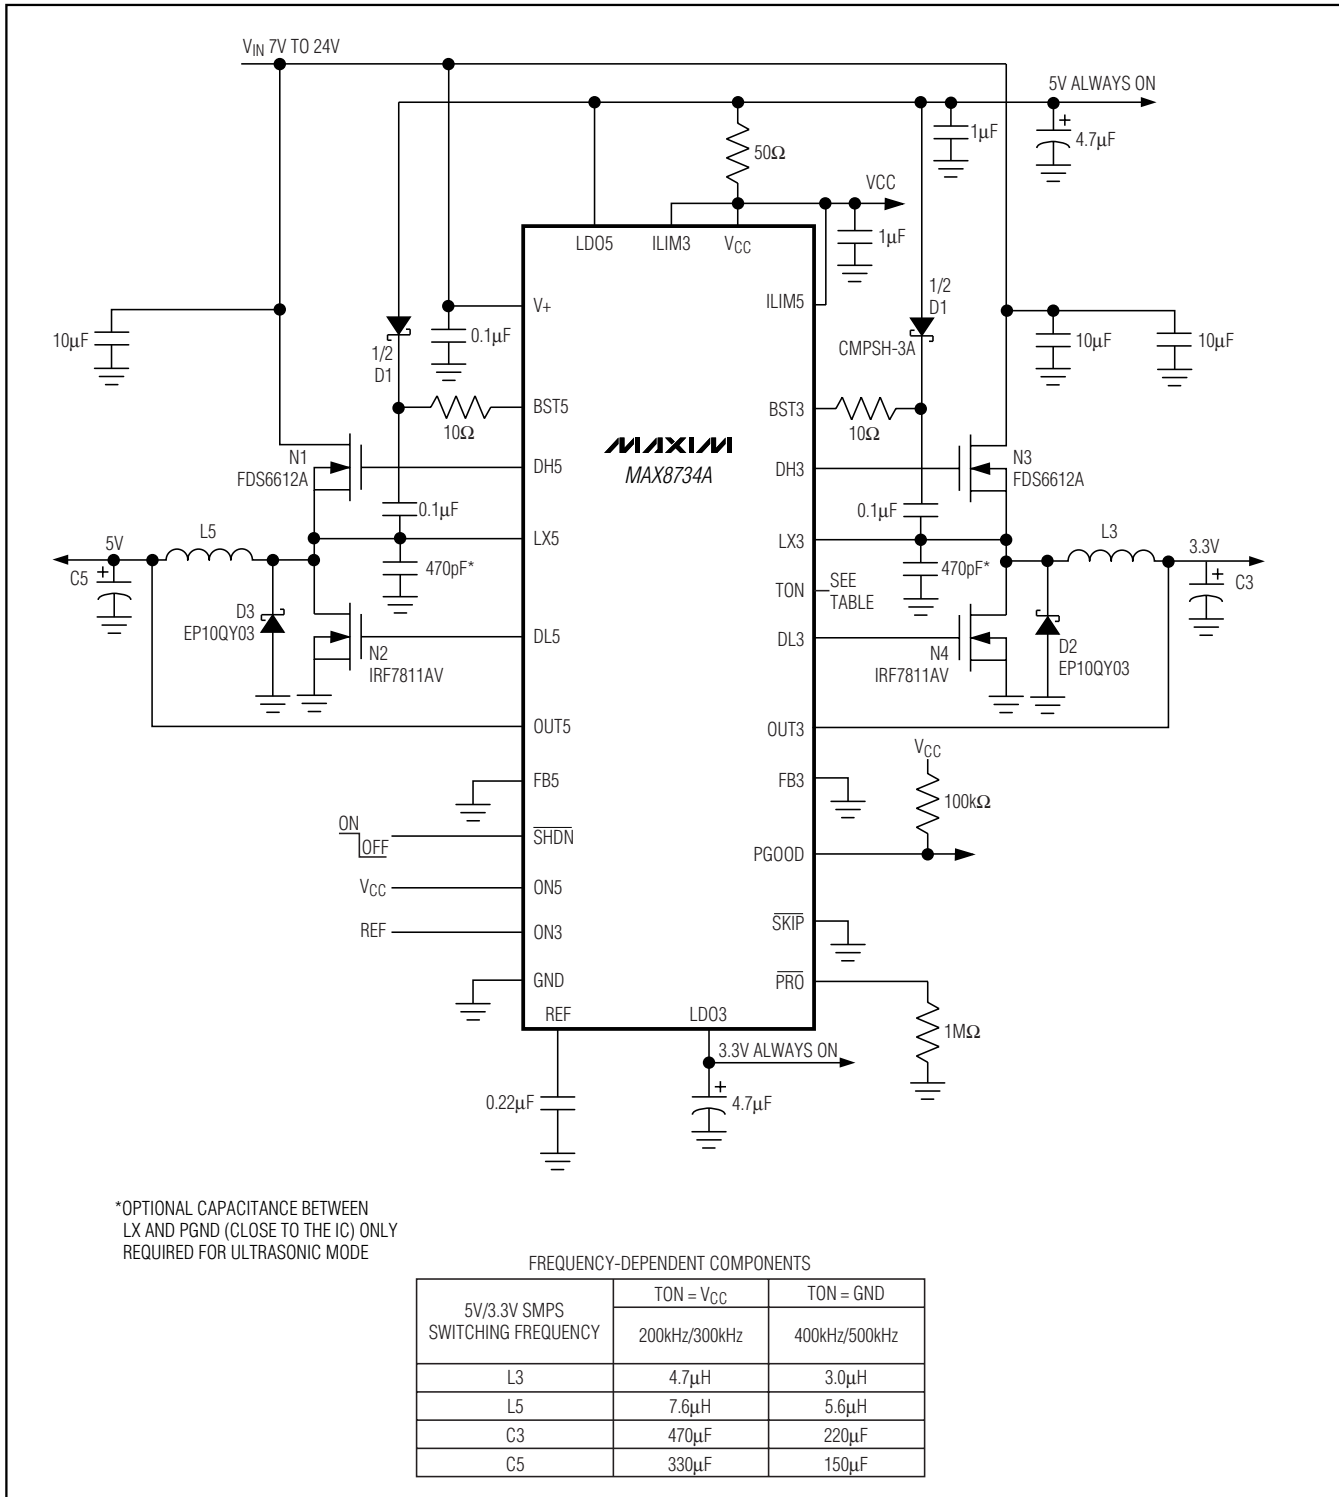 V_IN 7V TO 24V
5V ALWAYS ON
1μF
4.7μF
50Ω
VCC
1μF
LDO5
ILIM3
V_CC
ILIM5
V+
0.1μF
10μF
1/2
D1
1/2
D1
CMPSH-3A
10μF
10μF
BST5
10Ω
BST3
10Ω
MAXIM
MAX8734A
N1
FDS6612A
DH5
DH3
N3
FDS6612A
0.1μF
0.1μF
5V
L5
LX5
LX3
L3
3.3V
C5
470pF*
470pF*
C3
TON
SEE
TABLE
D3
EP10QY03
DL5
DL3
N2
IRF7811AV
N4
IRF7811AV
D2
EP10QY03
OUT5
OUT3
V_CC
FB5
FB3
100kΩ
ON
OFF
SHDN
PGOOD
V_CC
ON5
REF
ON3
SKIP
GND
PRO
REF
LDO3
1MΩ
3.3V ALWAYS ON
0.22μF
4.7μF
*OPTIONAL CAPACITANCE BETWEEN
LX AND PGND (CLOSE TO THE IC) ONLY
REQUIRED FOR ULTRASONIC MODE
FREQUENCY-DEPENDENT COMPONENTS
5V/3.3V SMPS
SWITCHING FREQUENCY
TON = V_CC
TON = GND
200kHz/300kHz
400kHz/500kHz
L3 4.7μH 3.0μH
L5 7.6μH 5.6μH
C3 470μF 220μF
C5 330μF 150μF